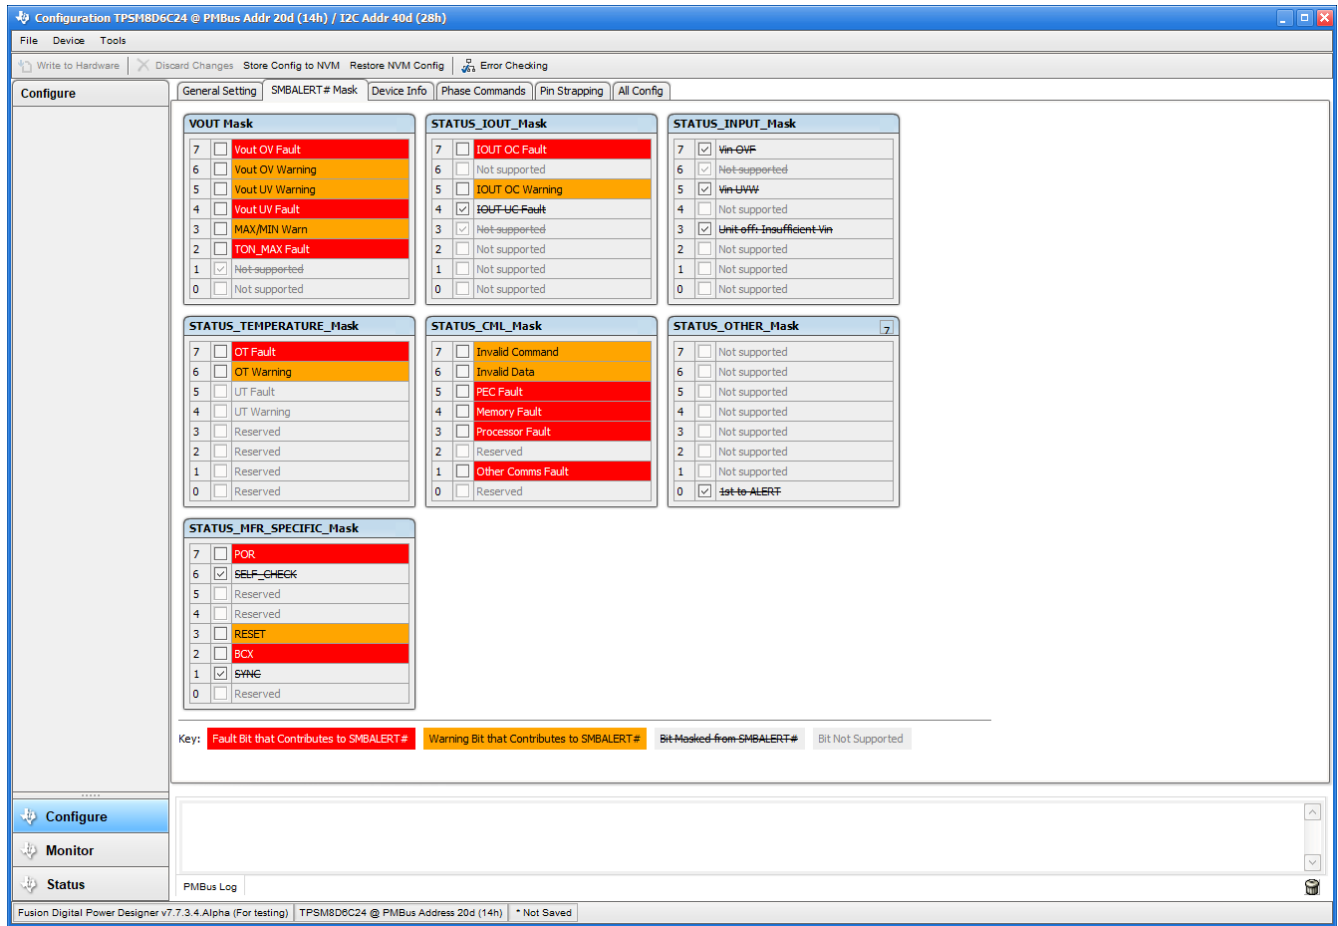 Configuration TPSM8D6C24 @ PMBus Addr 20d (14h) / I2C Addr 40d (28h)
File Device Tools
Write to Hardware Discard Changes Store Config to NVM Restore NVM Config Error Checking
Configure
General Setting SMBALERT# Mask Device Info Phase Commands Pin Strapping All Config
VOUT Mask
7 Vout OV Fault
6 Vout OV Warning
5 Vout UV Warning
4 Vout UV Fault
3 MAX/MIN Warn
2 TON_MAX Fault
1 Not supported
0 Not supported
STATUS_IOUT_Mask
7 IOUT OC Fault
6 Not supported
5 IOUT OC Warning
4 IOUT UC Fault
3 Not supported
2 Not supported
1 Not supported
0 Not supported
STATUS_INPUT_Mask
7 Vin OVF
6 Not supported
5 Vin UVW
4 Not supported
3 Unit off: Insufficient Vin
2 Not supported
1 Not supported
0 Not supported
STATUS_TEMPERATURE_Mask
7 OT Fault
6 OT Warning
5 UT Fault
4 UT Warning
3 Reserved
2 Reserved
1 Reserved
0 Reserved
STATUS_CML_Mask
7 Invalid Command
6 Invalid Data
5 PEC Fault
4 Memory Fault
3 Processor Fault
2 Reserved
1 Other Comms Fault
0 Reserved
STATUS_OTHER_Mask 7
7 Not supported
6 Not supported
5 Not supported
4 Not supported
3 Not supported
2 Not supported
1 Not supported
0 1st to ALERT
STATUS_MFR_SPECIFIC_Mask
7 POR
6 SELF_CHECK
5 Reserved
4 Reserved
3 RESET
2 BCX
1 SYNC
0 Reserved
Key: Fault Bit that Contributes to SMBALERT# Warning Bit that Contributes to SMBALERT# Bit Masked from SMBALERT# Bit Not Supported
Configure
Monitor
Status
PMBus Log
Fusion Digital Power Designer v7.7.3.4.Alpha (For testing) TPSM8D6C24 @ PMBus Address 20d (14h) * Not Saved